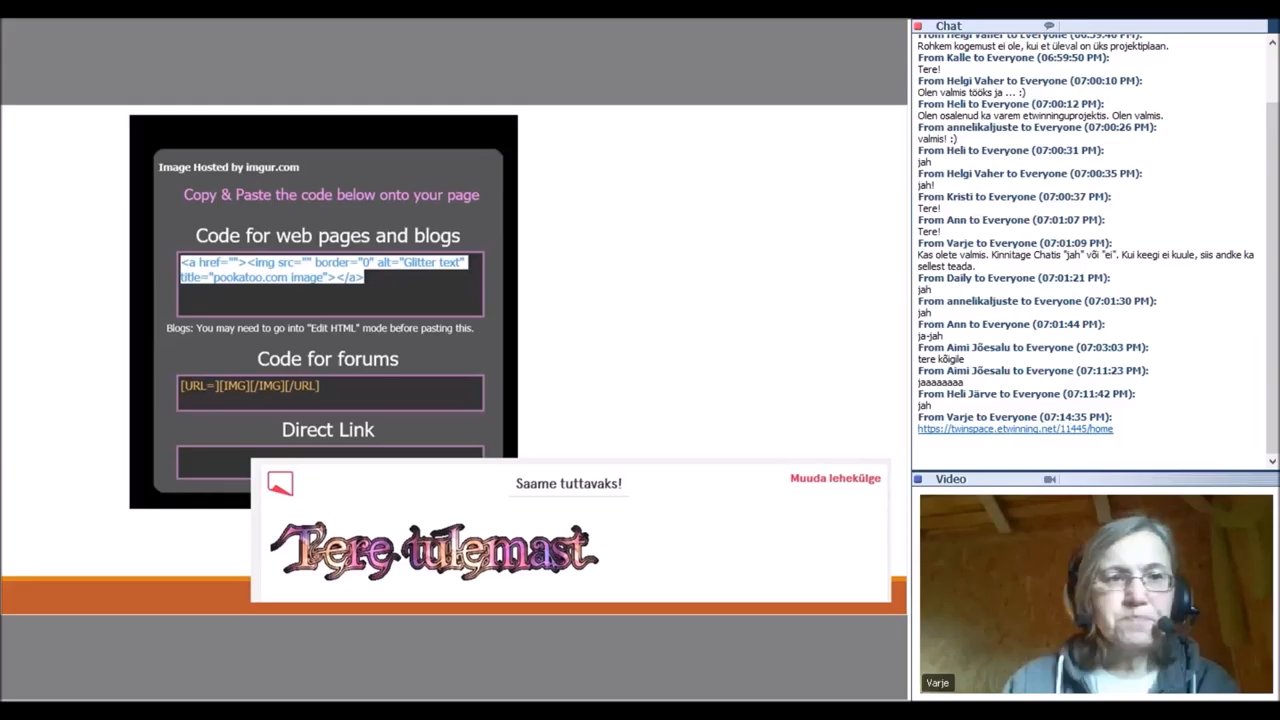 Image Hosted by imgur.com
Copy & Paste the code below onto your page
Code for web pages and blogs
<a href=""><img src="" border="0" alt="Glitter text"
title="pookatoo.com image"></a>
Blogs: You may need to go into "Edit HTML" mode before pasting this.
Code for forums
[URL=][IMG][/IMG][/URL]
Direct Link
Saame tuttavaks!
Muuda lehekülge
Tere tulemast
Chat
From Helgi Vaher to Everyone (06:59:46 PM):
Rohkem kogemust ei ole, kui et üleval on üks projektiplaan.
From Kalle to Everyone (06:59:50 PM):
Tere!
From Helgi Vaher to Everyone (07:00:10 PM):
Olen valmis tööks ja ... :)
From Heli to Everyone (07:00:12 PM):
Olen osalenud ka varem etwinninguprojektis. Olen valmis.
From annelikaljuste to Everyone (07:00:26 PM):
valmis! :)
From Heli to Everyone (07:00:31 PM):
jah
From Helgi Vaher to Everyone (07:00:35 PM):
jah!
From Kristi to Everyone (07:00:37 PM):
Tere!
From Ann to Everyone (07:01:07 PM):
Tere!
From Varje to Everyone (07:01:09 PM):
Kas olete valmis. Kinnitage Chatis "jah" või "ei". Kui keegi ei kuule, siis andke ka
sellest teada.
From Daily to Everyone (07:01:21 PM):
jah
From annelikaljuste to Everyone (07:01:30 PM):
jah
From Ann to Everyone (07:01:44 PM):
ja-jah
From Aimi Jõesalu to Everyone (07:03:03 PM):
tere kõigile
From Aimi Jõesalu to Everyone (07:11:23 PM):
jaaaaaaaa
From Heli Järve to Everyone (07:11:42 PM):
jah
From Varje to Everyone (07:14:35 PM):
https://twinspace.etwinning.net/11445/home
Video
Varje